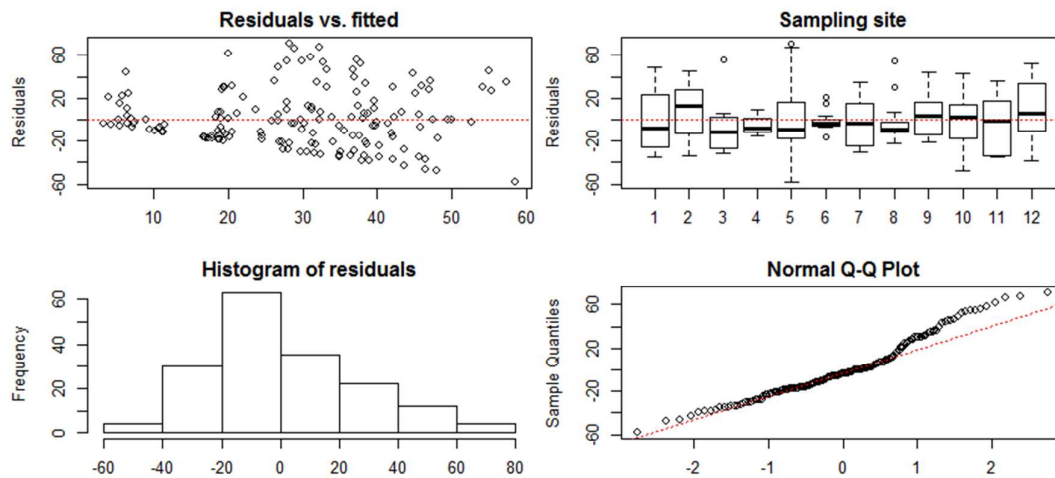 Residuals vs. fitted
Residuals
60
20
-20
-60
10 20 30 40 50 60
Sampling site
Residuals
60
20
-20
-60
1 2 3 4 5 6 7 8 9 10 11 12
Histogram of residuals
Frequency
60
40
20
0
-60 -40 -20 0 20 40 60 80
Normal Q-Q Plot
Sample Quantiles
60
20
-20
-60
-2 -1 0 1 2